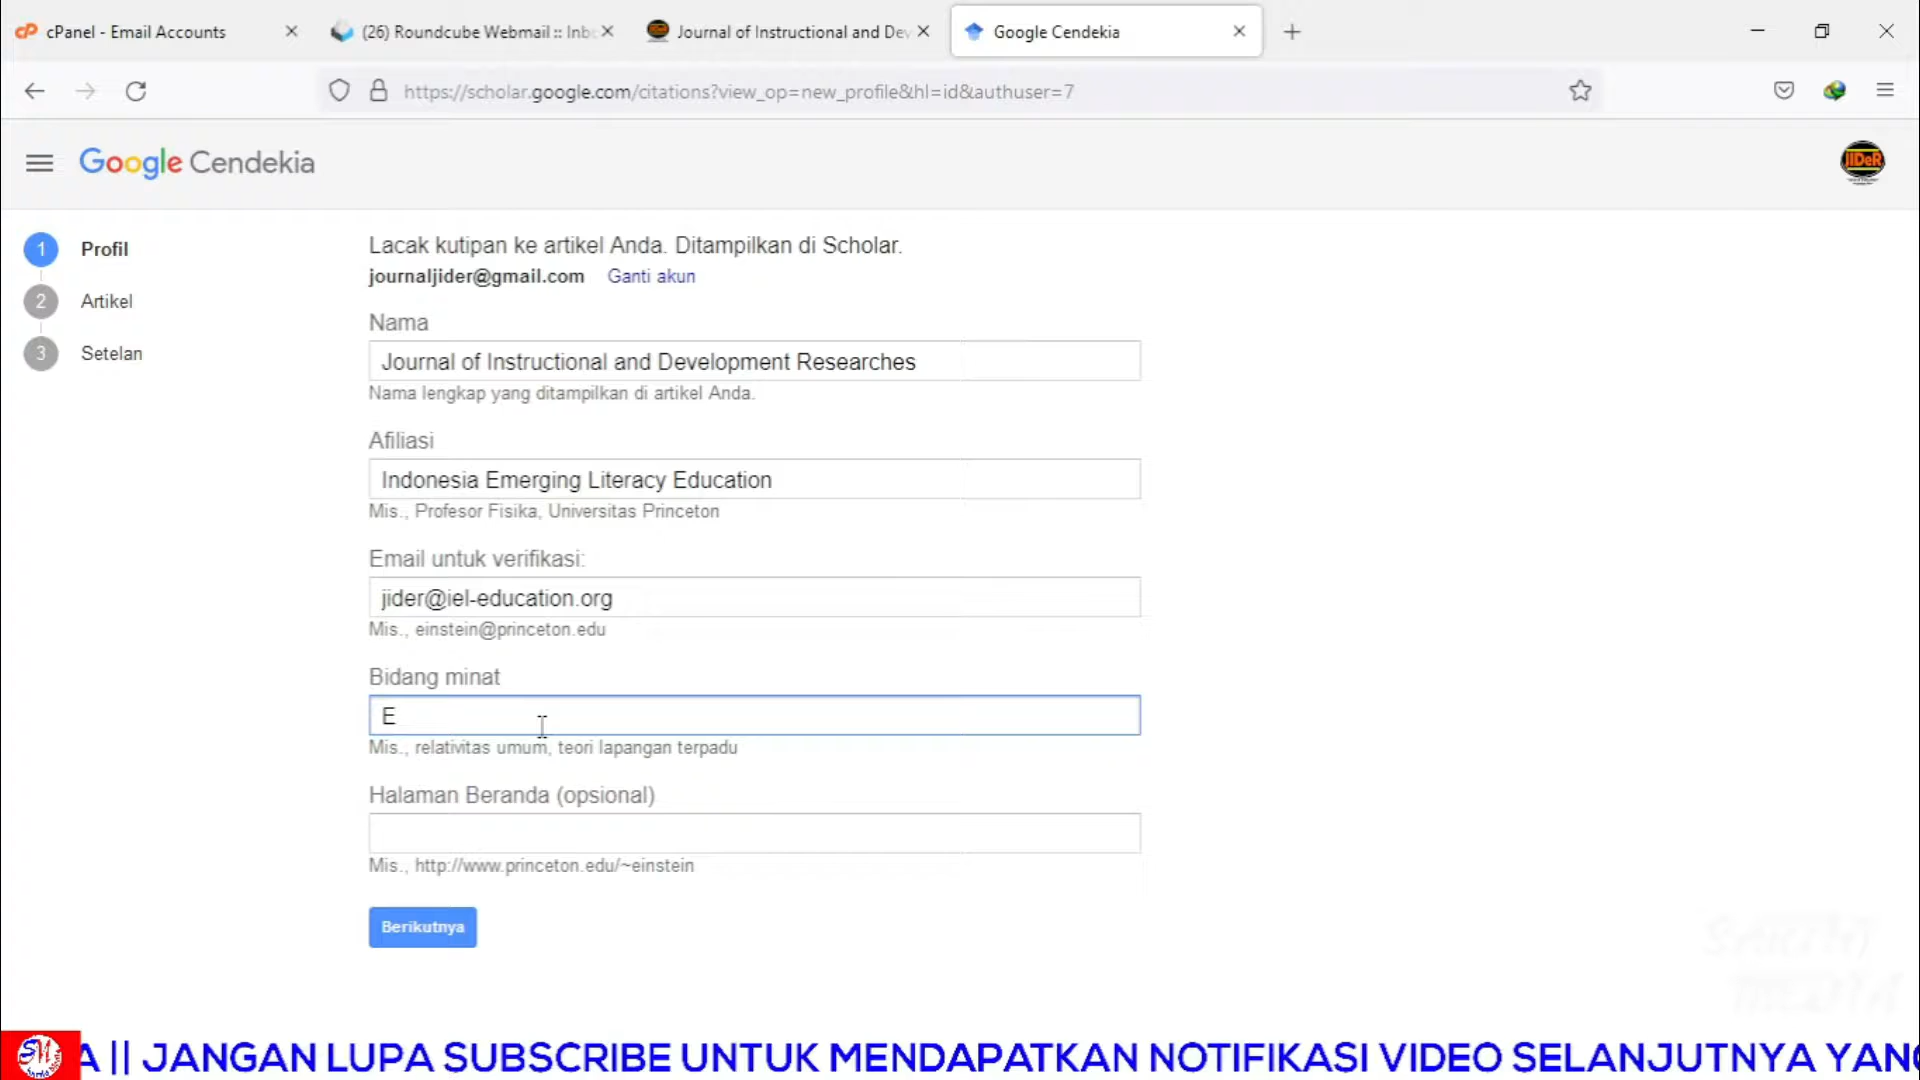 cPanel - Email Accounts
(26) Roundcube Webmail :: Inb
Journal of Instructional and Dev
Google Cendekia
https://scholar.google.com/citations?view_op=new_profile&hl=id&authuser=7
Google Cendekia
JIDeR
1 Profil
2 Artikel
3 Setelan
Lacak kutipan ke artikel Anda. Ditampilkan di Scholar.
journaljider@gmail.com Ganti akun
Nama
Journal of Instructional and Development Researches
Nama lengkap yang ditampilkan di artikel Anda.
Afiliasi
Indonesia Emerging Literacy Education
Mis., Profesor Fisika, Universitas Princeton
Email untuk verifikasi:
jider@iel-education.org
Mis., einstein@princeton.edu
Bidang minat
E
Mis., relativitas umum, teori lapangan terpadu
Halaman Beranda (opsional)
Mis., http://www.princeton.edu/~einstein
Berikutnya
A || JANGAN LUPA SUBSCRIBE UNTUK MENDAPATKAN NOTIFIKASI VIDEO SELANJUTNYA YANG